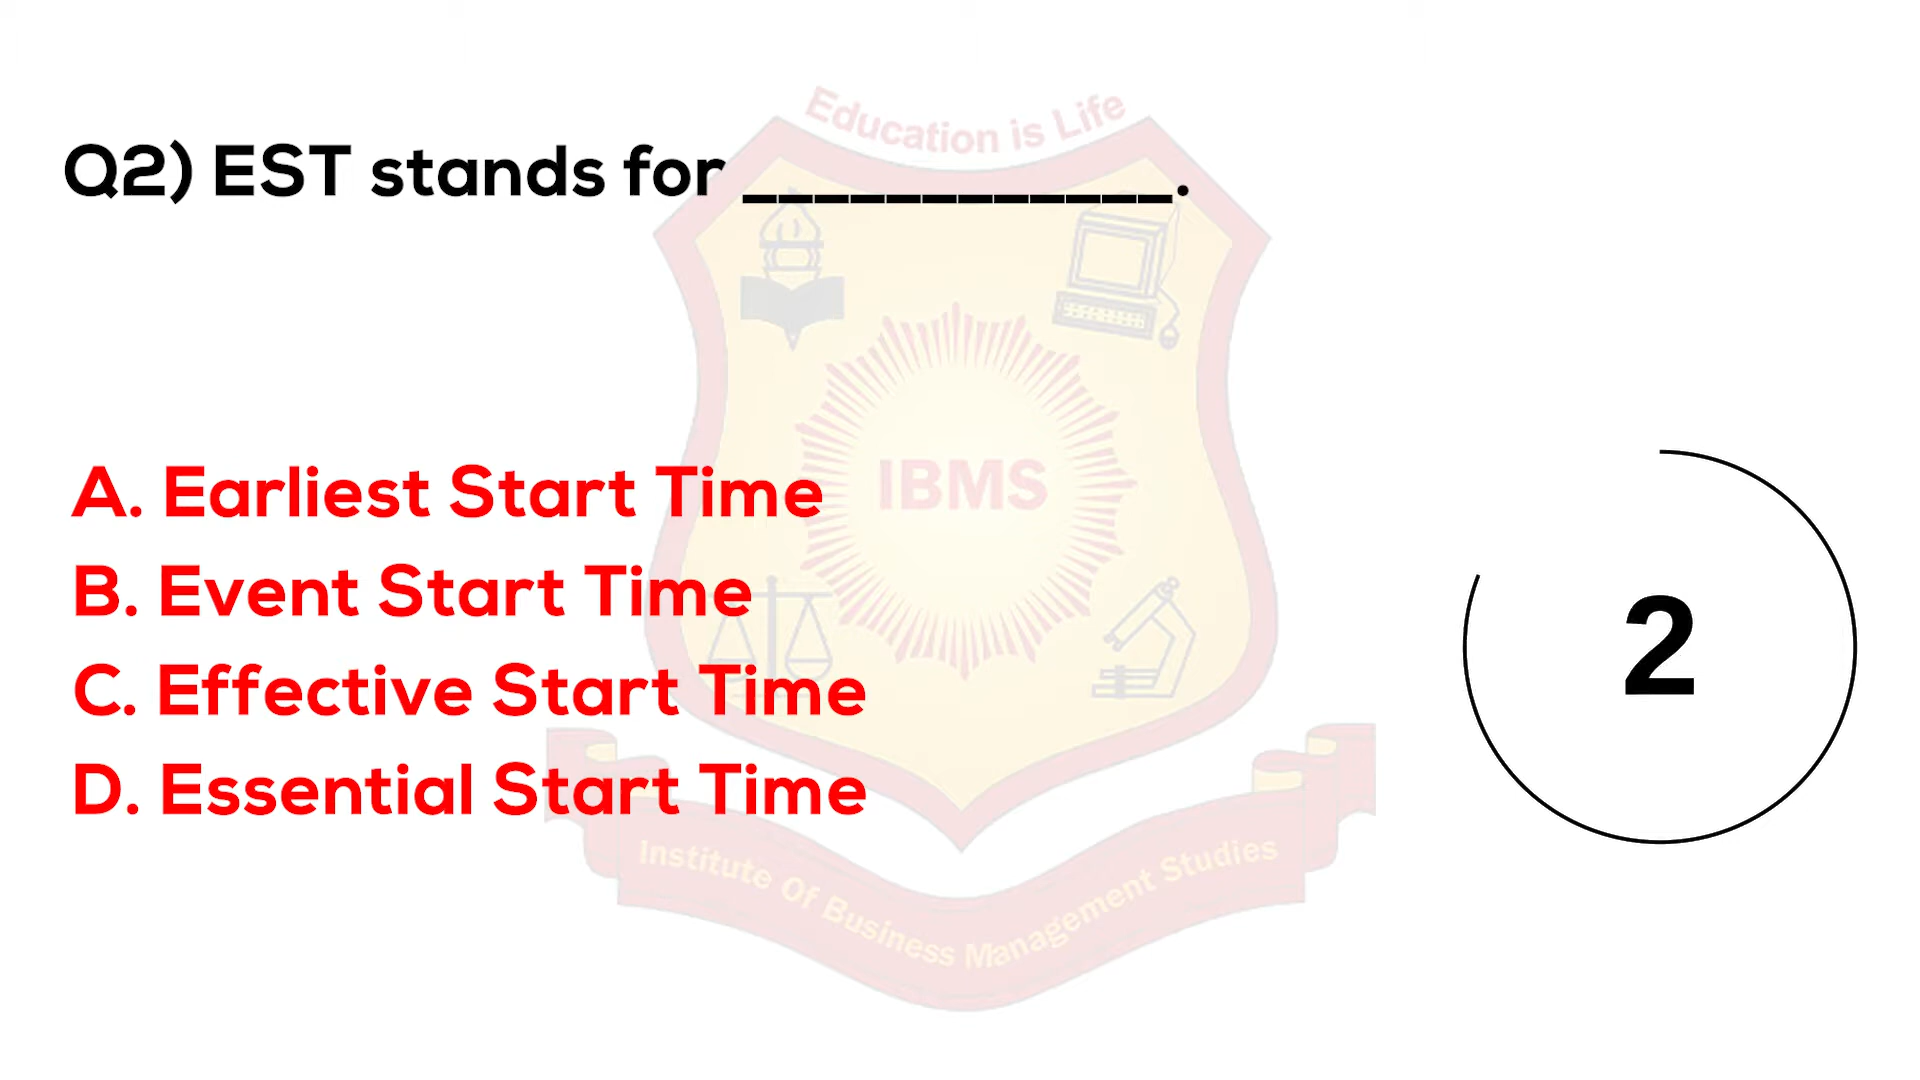 Education is Life
Q2) EST stands for ____________.
IBMS
A. Earliest Start Time
B. Event Start Time
C. Effective Start Time
D. Essential Start Time
2
Institute Of Business Management Studies